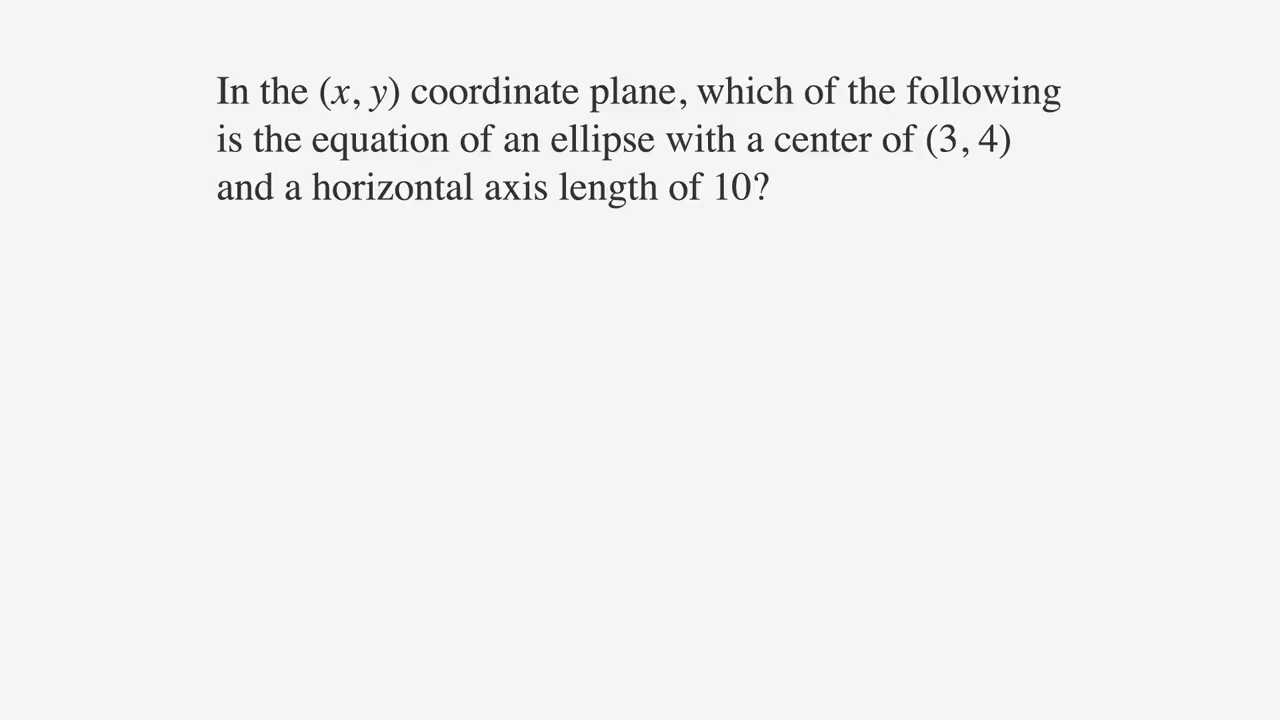 In the (x, y) coordinate plane, which of the following
is the equation of an ellipse with a center of (3, 4)
and a horizontal axis length of 10?